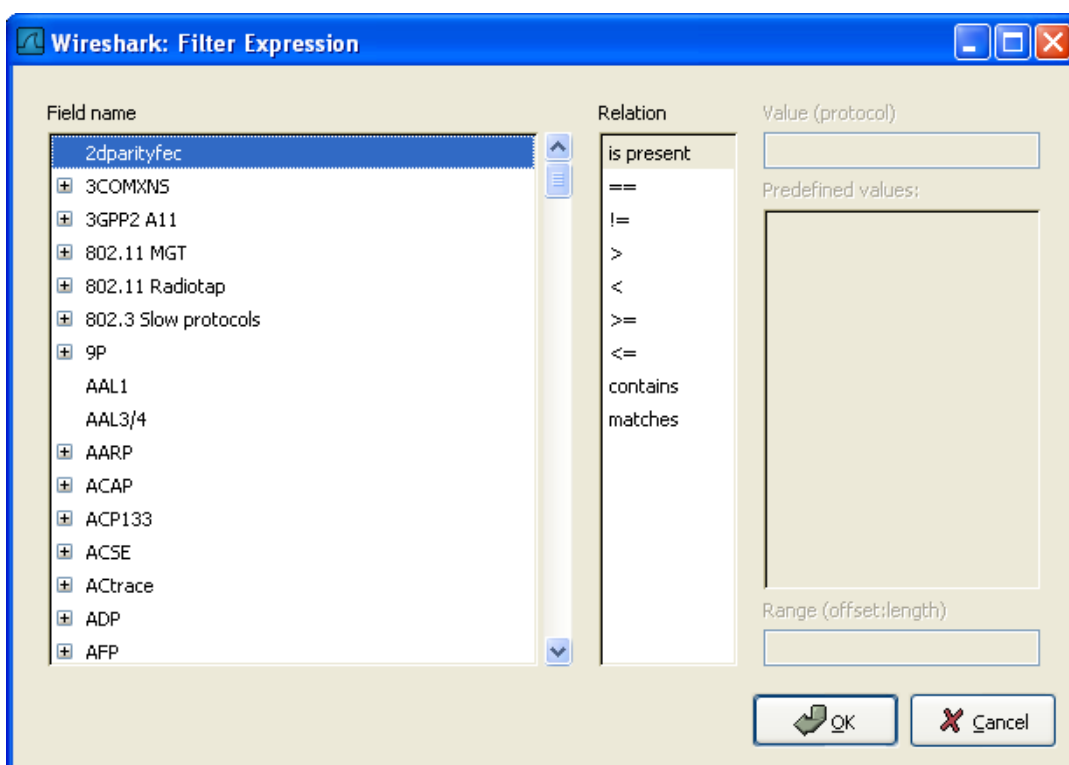 Wireshark: Filter Expression
Field name
2dparityfec
3COMXNS
3GPP2 A11
802.11 MGT
802.11 Radiotap
802.3 Slow protocols
9P
AAL1
AAL3/4
AARP
ACAP
ACP133
ACSE
ACtrace
ADP
AFP
Relation
is present
==
!=
>
<
>=
<=
contains
matches
Value (protocol)
Predefined values:
Range (offset:length)
OK
Cancel